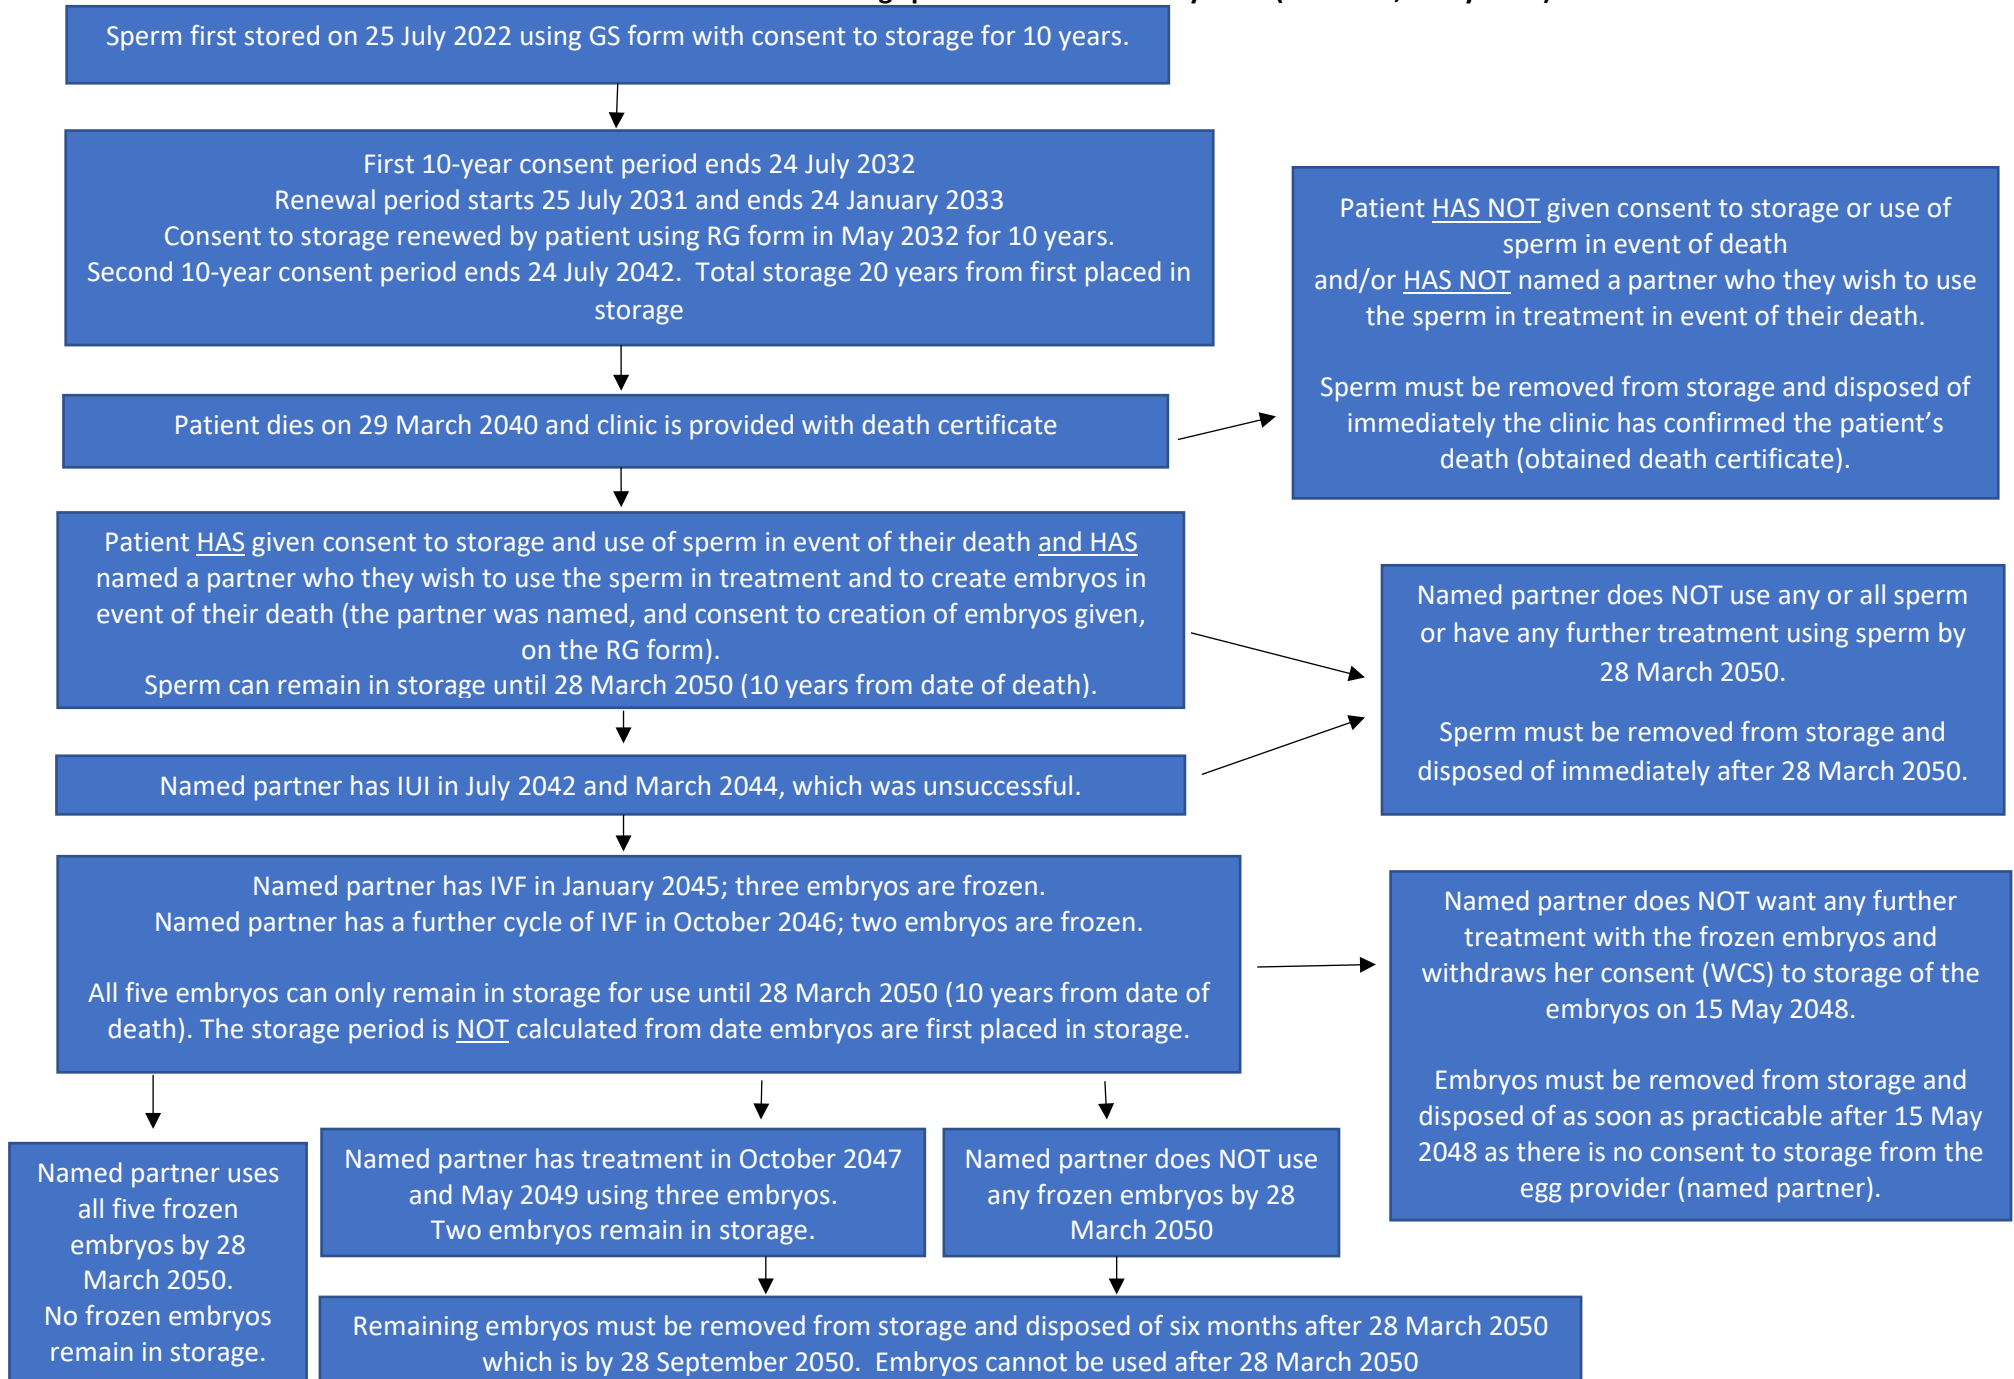 Sperm first stored on 25 July 2022 using GS form with consent to storage for 10 years.
First 10-year consent period ends 24 July 2032
Renewal period starts 25 July 2031 and ends 24 January 2033
Consent to storage renewed by patient using RG form in May 2032 for 10 years.
Second 10-year consent period ends 24 July 2042.  Total storage 20 years from first placed in
storage
Patient HAS NOT given consent to storage or use of
sperm in event of death
and/or HAS NOT named a partner who they wish to use
the sperm in treatment in event of their death.
Sperm must be removed from storage and disposed of
immediately the clinic has confirmed the patient's
death (obtained death certificate).
Patient dies on 29 March 2040 and clinic is provided with death certificate
Patient HAS given consent to storage and use of sperm in event of their death and HAS
named a partner who they wish to use the sperm in treatment and to create embryos in
event of their death (the partner was named, and consent to creation of embryos given,
on the RG form).
Sperm can remain in storage until 28 March 2050 (10 years from date of death).
Named partner does NOT use any or all sperm
or have any further treatment using sperm by
28 March 2050.
Sperm must be removed from storage and
disposed of immediately after 28 March 2050.
Named partner has IUI in July 2042 and March 2044, which was unsuccessful.
Named partner has IVF in January 2045; three embryos are frozen.
Named partner has a further cycle of IVF in October 2046; two embryos are frozen.
All five embryos can only remain in storage for use until 28 March 2050 (10 years from date of
death). The storage period is NOT calculated from date embryos are first placed in storage.
Named partner does NOT want any further
treatment with the frozen embryos and
withdraws her consent (WCS) to storage of the
embryos on 15 May 2048.
Embryos must be removed from storage and
disposed of as soon as practicable after 15 May
2048 as there is no consent to storage from the
egg provider (named partner).
Named partner uses
all five frozen
embryos by 28
March 2050.
No frozen embryos
remain in storage.
Named partner has treatment in October 2047
and May 2049 using three embryos.
Two embryos remain in storage.
Named partner does NOT use
any frozen embryos by 28
March 2050
Remaining embryos must be removed from storage and disposed of six months after 28 March 2050
which is by 28 September 2050.  Embryos cannot be used after 28 March 2050